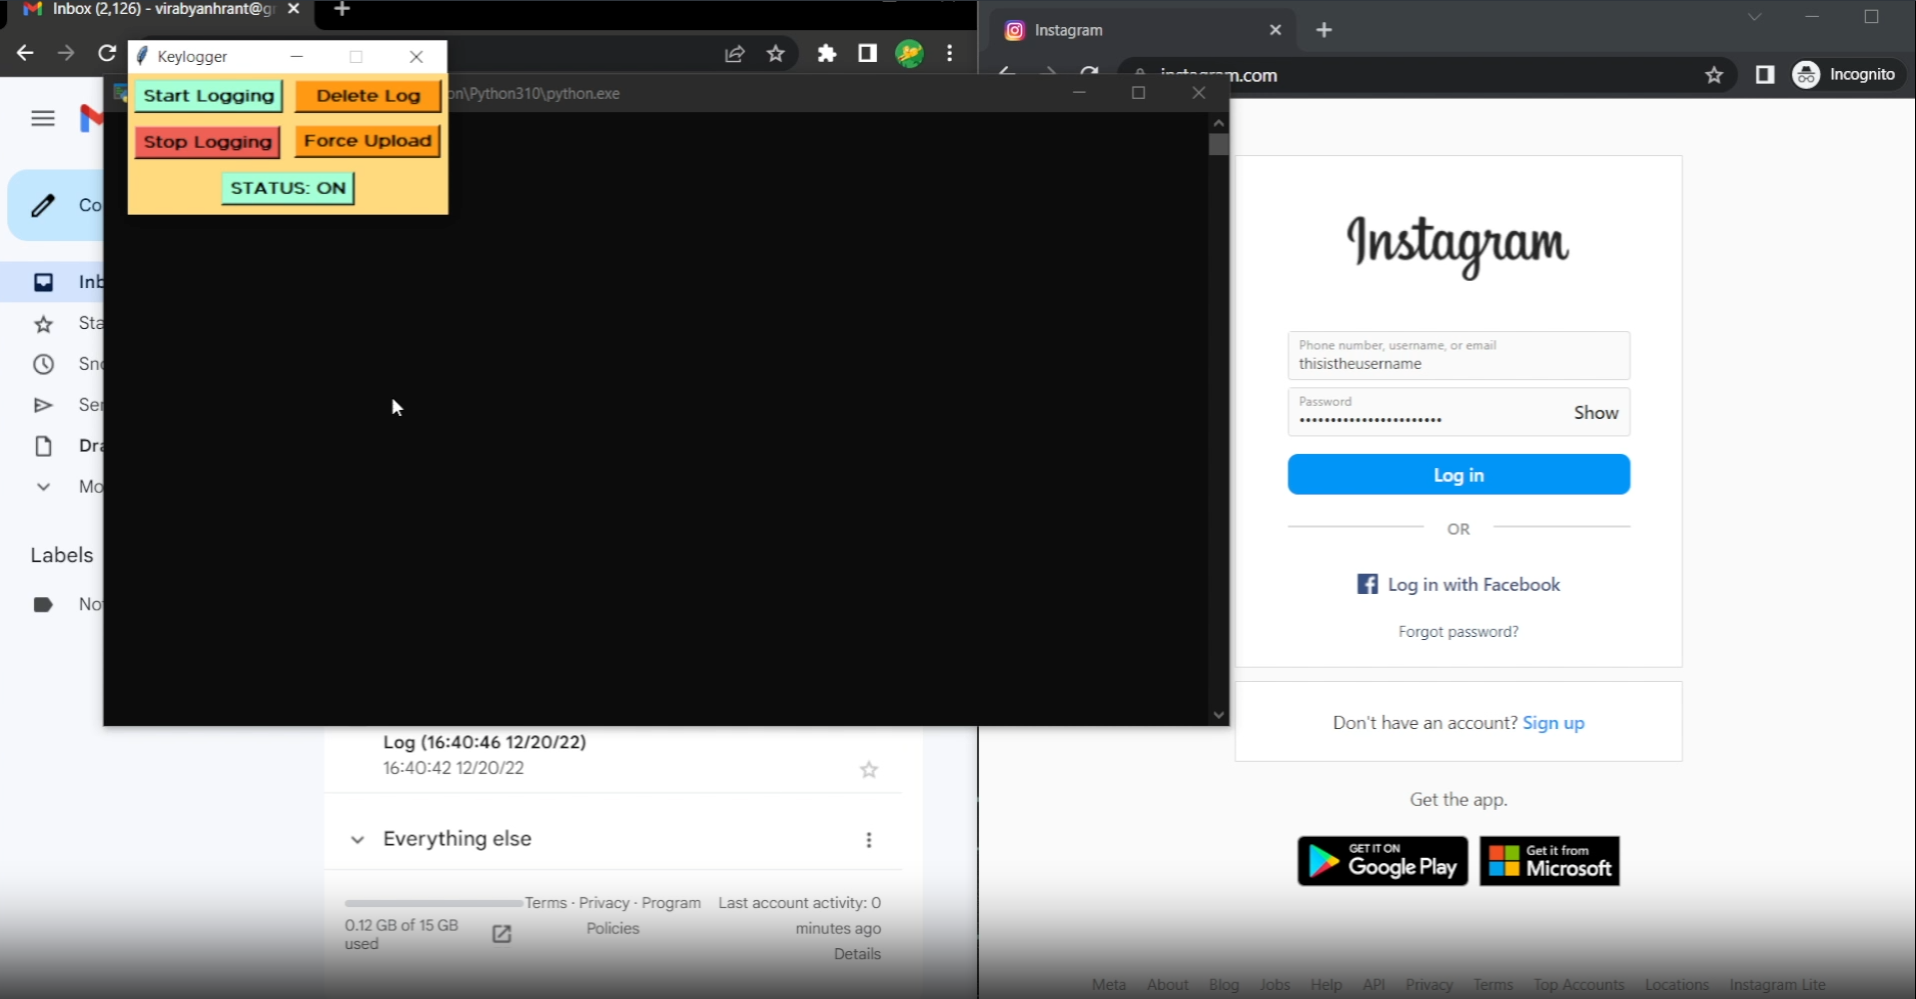 Inbox (2,126) - virabyanhrant@g
Keylogger
Start Logging
Delete Log
Stop Logging
Force Upload
STATUS: ON
on\Python310\python.exe
Co
Inb
Sta
Sno
Ser
Dra
Mo
Labels
No
Log (16:40:46 12/20/22)
16:40:42 12/20/22
Everything else
0.12 GB of 15 GB
used
Terms · Privacy · Program
Policies
Last account activity: 0
minutes ago
Details
Instagram
instagram.com
Incognito
Instagram
Phone number, username, or email
thisistheusername
Password
•••••••••••••••••••••••
Show
Log in
OR
Log in with Facebook
Forgot password?
Don't have an account? Sign up
Get the app.
GET IT ON
Google Play
Get it from
Microsoft
Meta About Blog Jobs Help API Privacy Terms Top Accounts Locations Instagram Lite